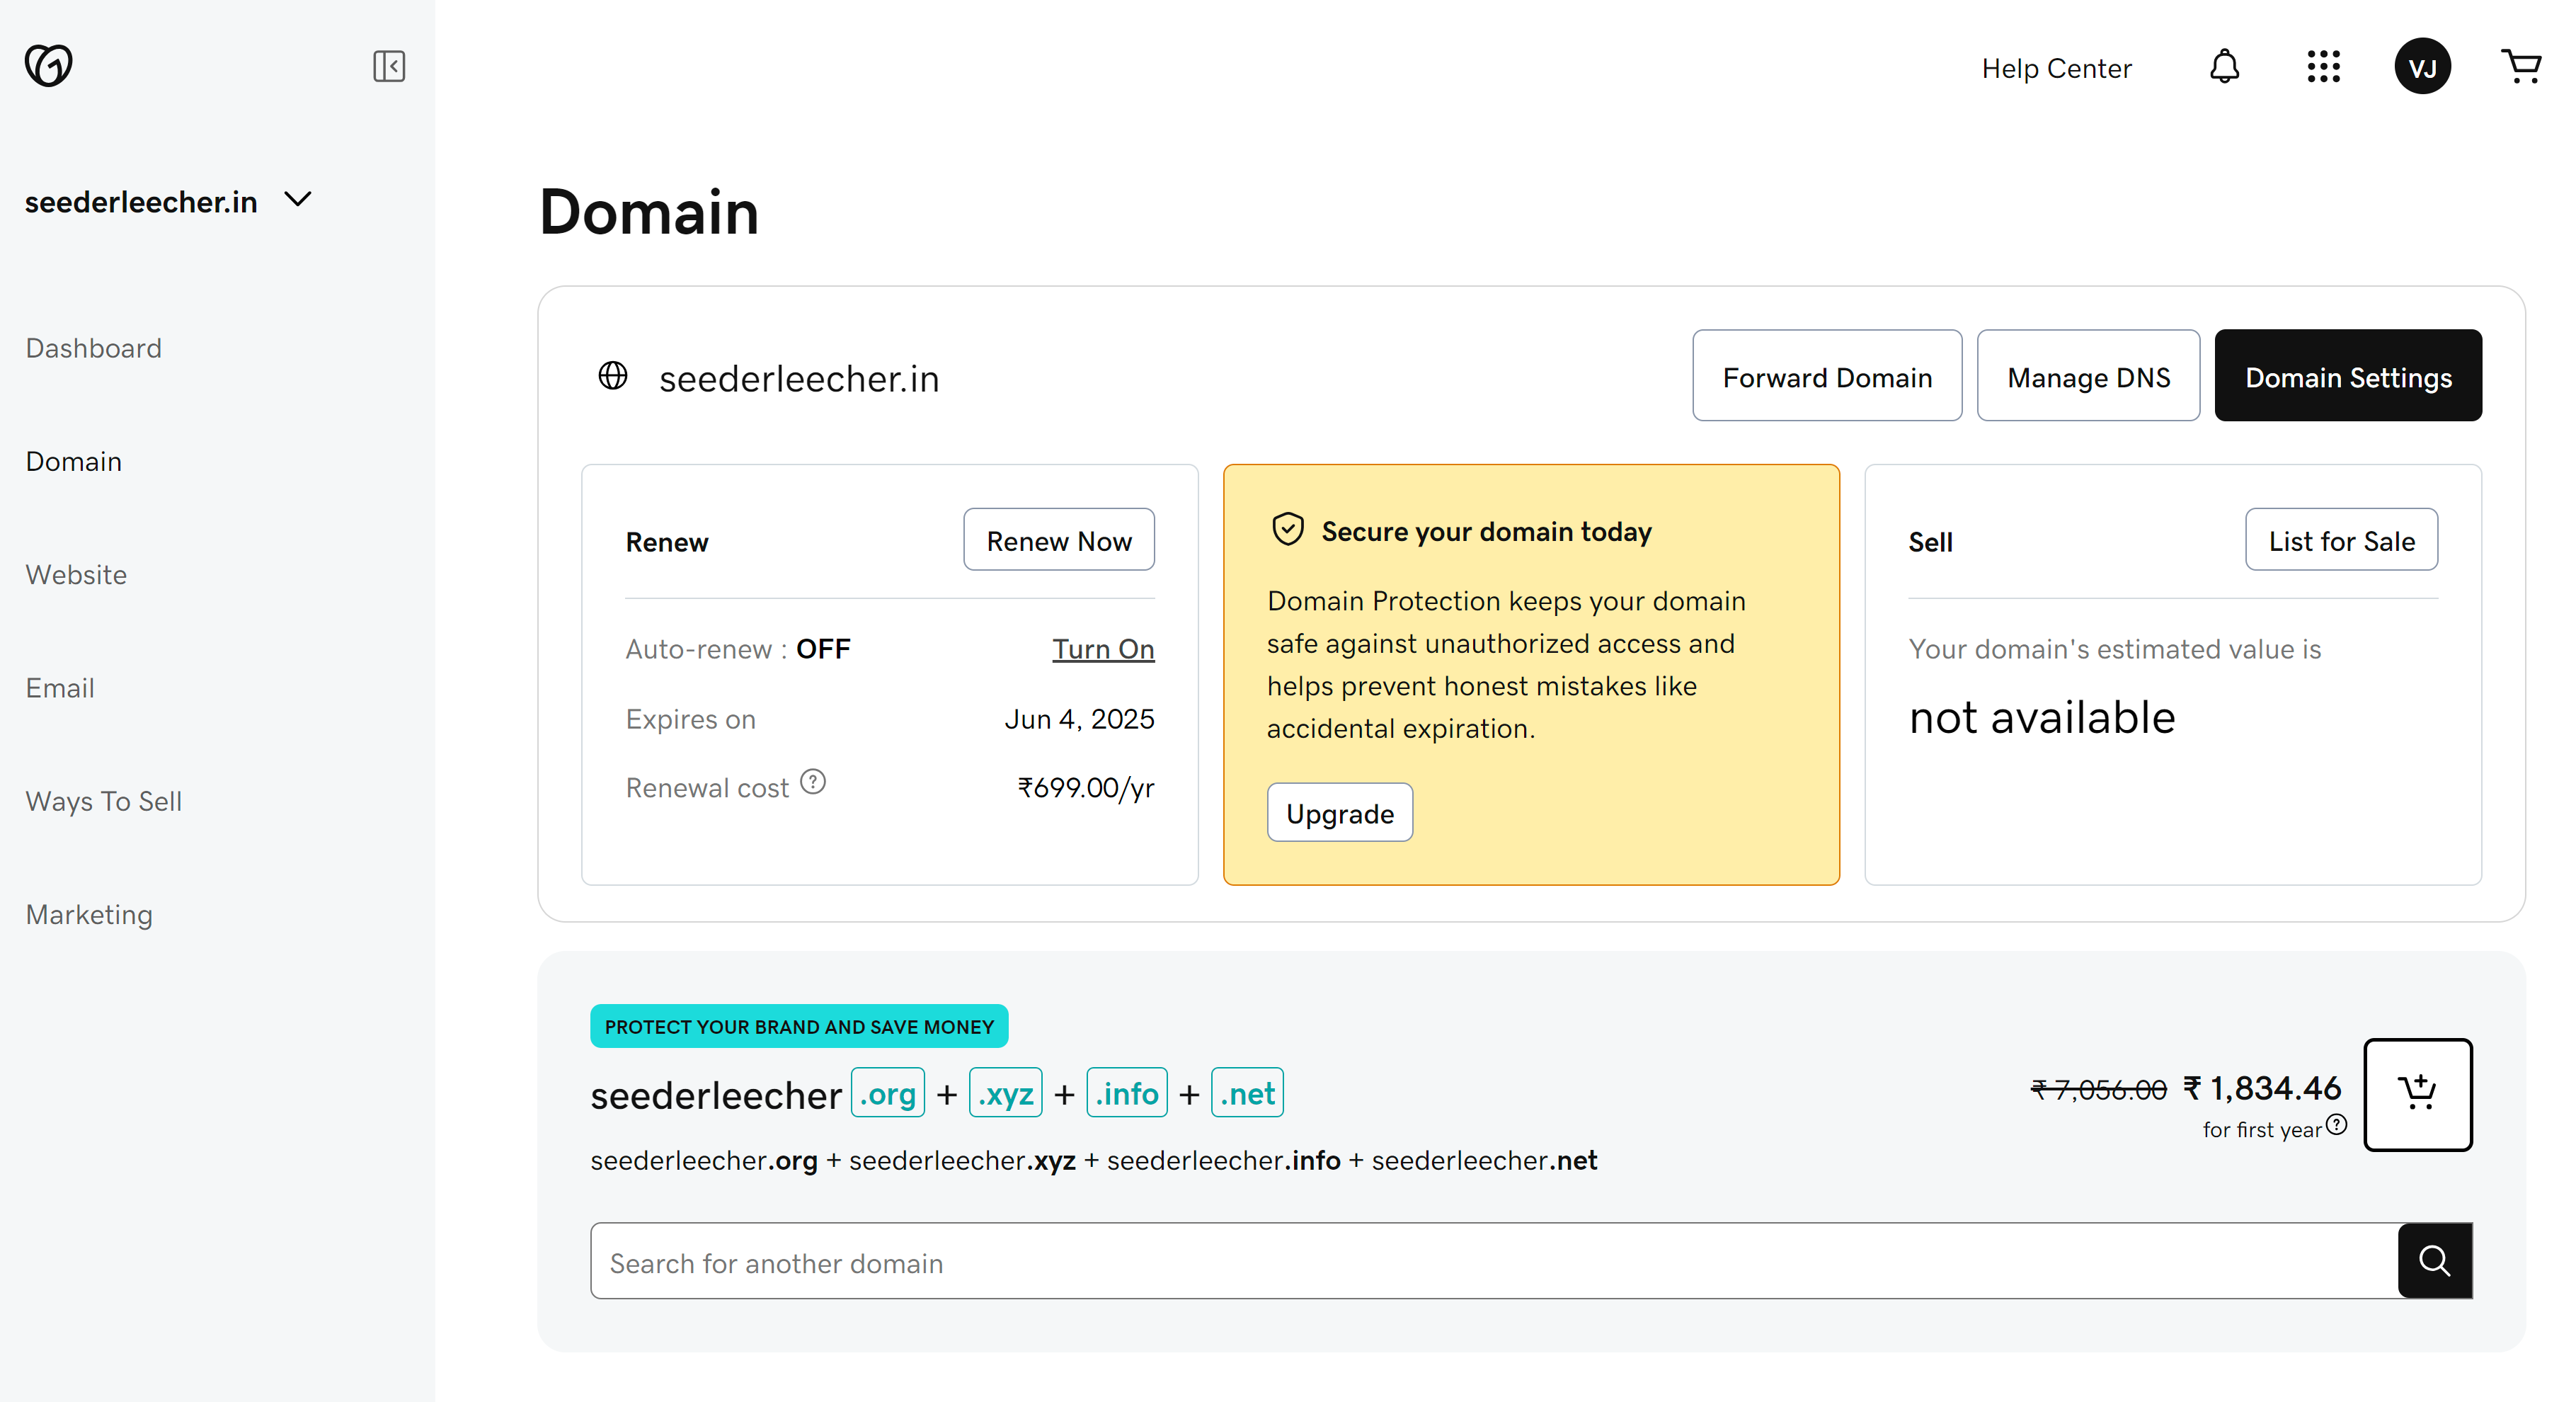 Help Center
VJ
seederleecher.in
Dashboard
Domain
Website
Email
Ways To Sell
Marketing
Domain
seederleecher.in
Forward Domain
Manage DNS
Domain Settings
Renew
Renew Now
Auto-renew : OFF
Turn On
Expires on
Jun 4, 2025
Renewal cost ?
₹699.00/yr
Secure your domain today
Domain Protection keeps your domain
safe against unauthorized access and
helps prevent honest mistakes like
accidental expiration.
Upgrade
Sell
List for Sale
Your domain's estimated value is
not available
PROTECT YOUR BRAND AND SAVE MONEY
seederleecher .org + .xyz + .info + .net
seederleecher.org + seederleecher.xyz + seederleecher.info + seederleecher.net
₹ 7,056.00 ₹ 1,834.46
for first year ?
Search for another domain